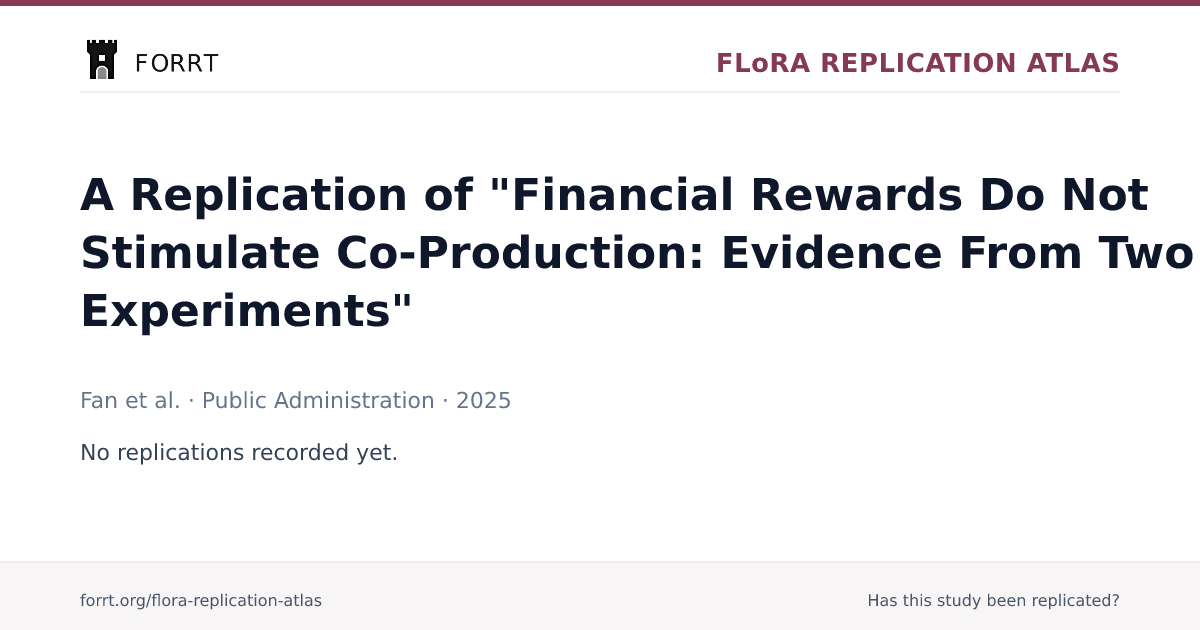 FORRT
FLoRA REPLICATION ATLAS
A Replication of "Financial Rewards Do Not
Stimulate Co-Production: Evidence From Two
Experiments"
Fan et al. · Public Administration · 2025
No replications recorded yet.
forrt.org/flora-replication-atlas
Has this study been replicated?